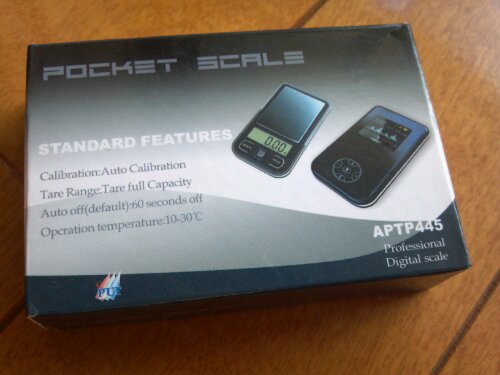 POCKET SCALE
STANDARD FEATURES
Calibration:Auto Calibration
Tare Range:Tare full Capacity
Auto off(default):60 seconds off
Opcration temperature:10-30℃
APTP445
Professional
Digital scale